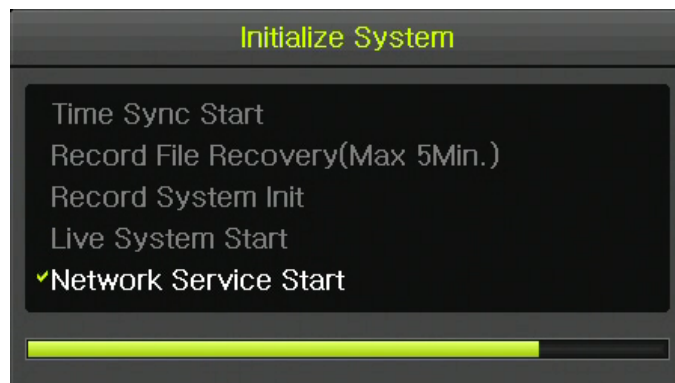 Initialize System
Time Sync Start
Record File Recovery(Max 5Min.)
Record System Init
Live System Start
Network Service Start